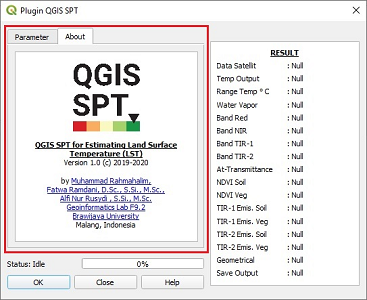 Plugin QGIS SPT
Parameter
About
QGIS
SPT
QGIS SPT for Estimating Land Surface
Temperature (LST)
Version 1.0 (c) 2019-2020
by Muhammad Rahmahalim,
Fatwa Ramdani, D.Sc., S.Si., M.Sc.,
Alfi Nur Rusydi , S.Si., M.Sc.
Geoinformatics Lab F9.2
Brawijaya University
Malang, Indonesia
RESULT
Data Satellit : Null
Temp Output : Null
Range Temp ° C : Null
Water Vapor : Null
Band Red : Null
Band NIR : Null
Band TIR-1 : Null
Band TIR-2 : Null
At-Transmittance : Null
NDVI Soil : Null
NDVI Veg : Null
TIR-1 Emis. Soil : Null
TIR-1 Emis. Veg : Null
TIR-2 Emis. Soil : Null
TIR-2 Emis. Veg : Null
Geometrical : Null
Save Output : Null
Status: Idle
0%
OK
Close
Help